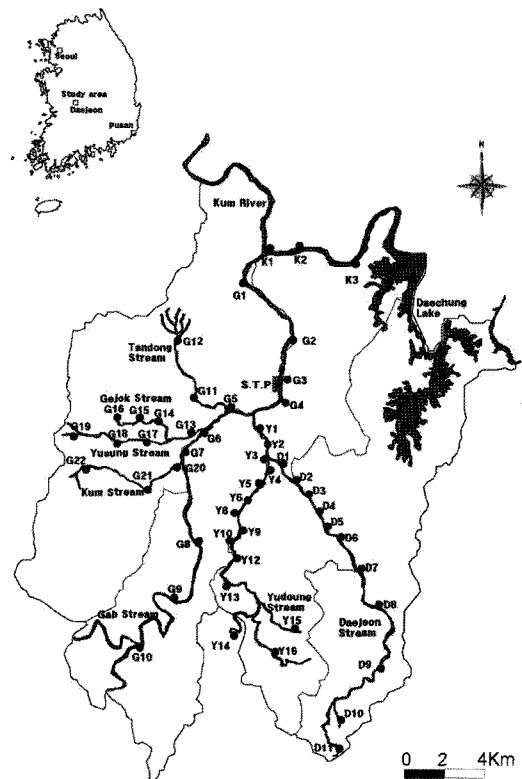 Seoul
Study area
Daejeon
Pusan
N
Kum River
K1
K2
K3
G1
Daechung
Lake
G2
G12
Tandong
Stream
S.T.P
G3
G11
G4
Gejok Stream
G5
G16
G15
G14
G19
G13
G6
Y1
G18
G17
Y2
Yusung Stream
G7
Y3
D1
G22
G20
Y4
D2
G21
Y5
D3
Kum Stream
Y6
D4
Y8
D5
G8
Y10
Y9
D6
Y12
D7
G9
Y13
Yudoung
Stream
D8
Gab Stream
Y15
Daejeon
Stream
Y14
G10
Y16
D9
D10
D11
0 2 4Km